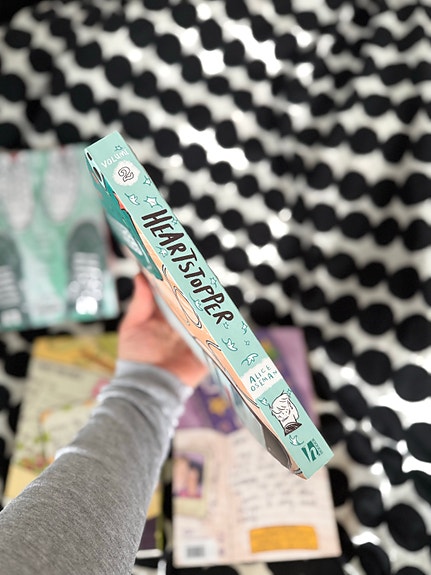 VOLUME
2
HEARTSTOPPER
ALICE
OSEMAN